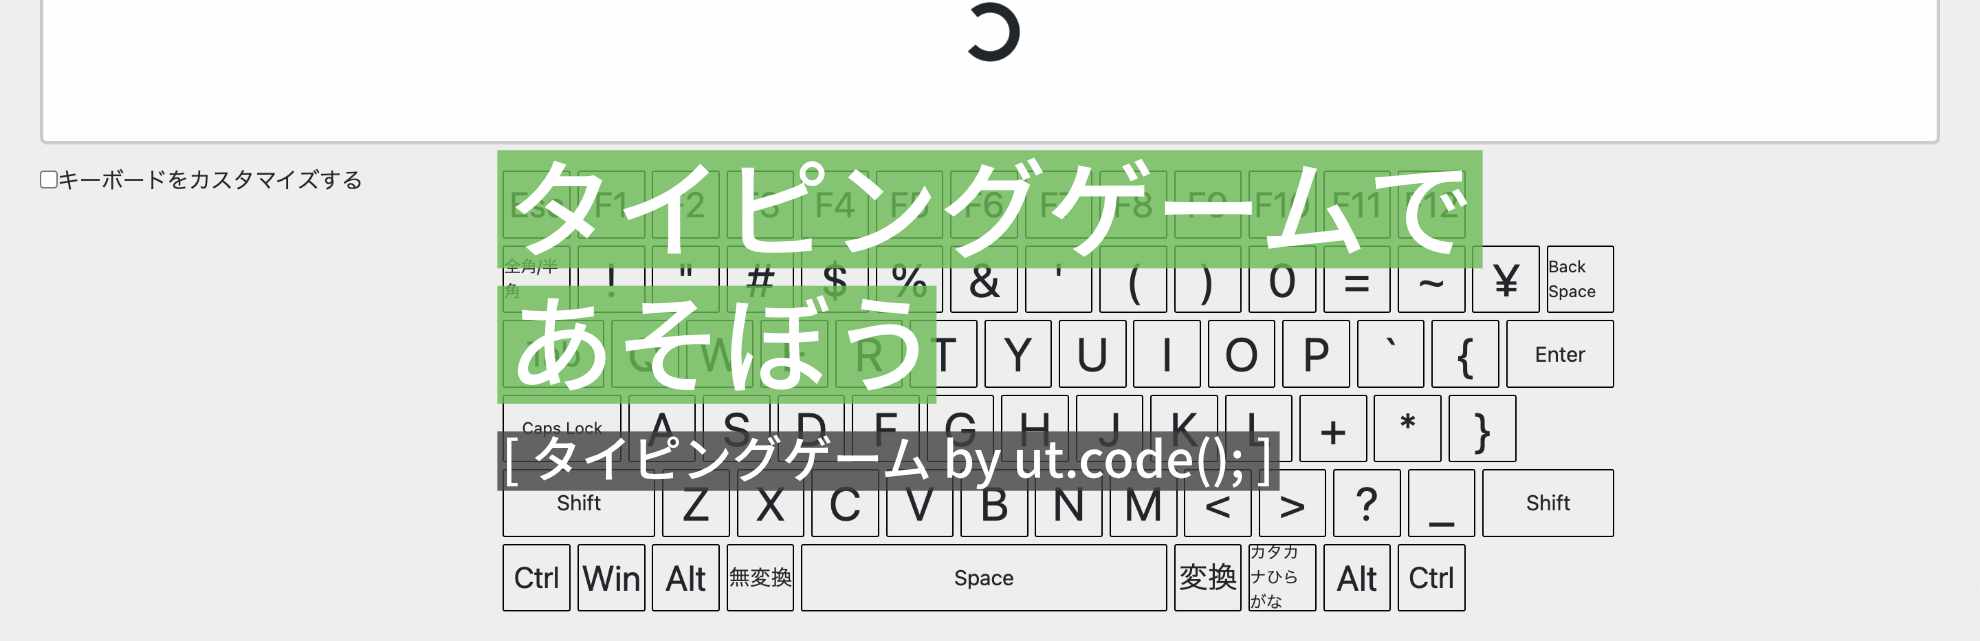 キーボードをカスタマイズする
タイピングゲームで
あそぼう
[ タイピングゲーム by ut.code(); ]
Esc F1 F2 F3 F4 F5 F6 F7 F8 F9 F10 F11 F12
全角/半角 ! " # $ % & ' ( ) 0 = ~ ¥ Back Space
Tab Q W E R T Y U I O P ` { Enter
Caps Lock A S D F G H J K L + * }
Shift Z X C V B N M < > ? _ Shift
Ctrl Win Alt 無変換 Space 変換 カタカナひらがな Alt Ctrl